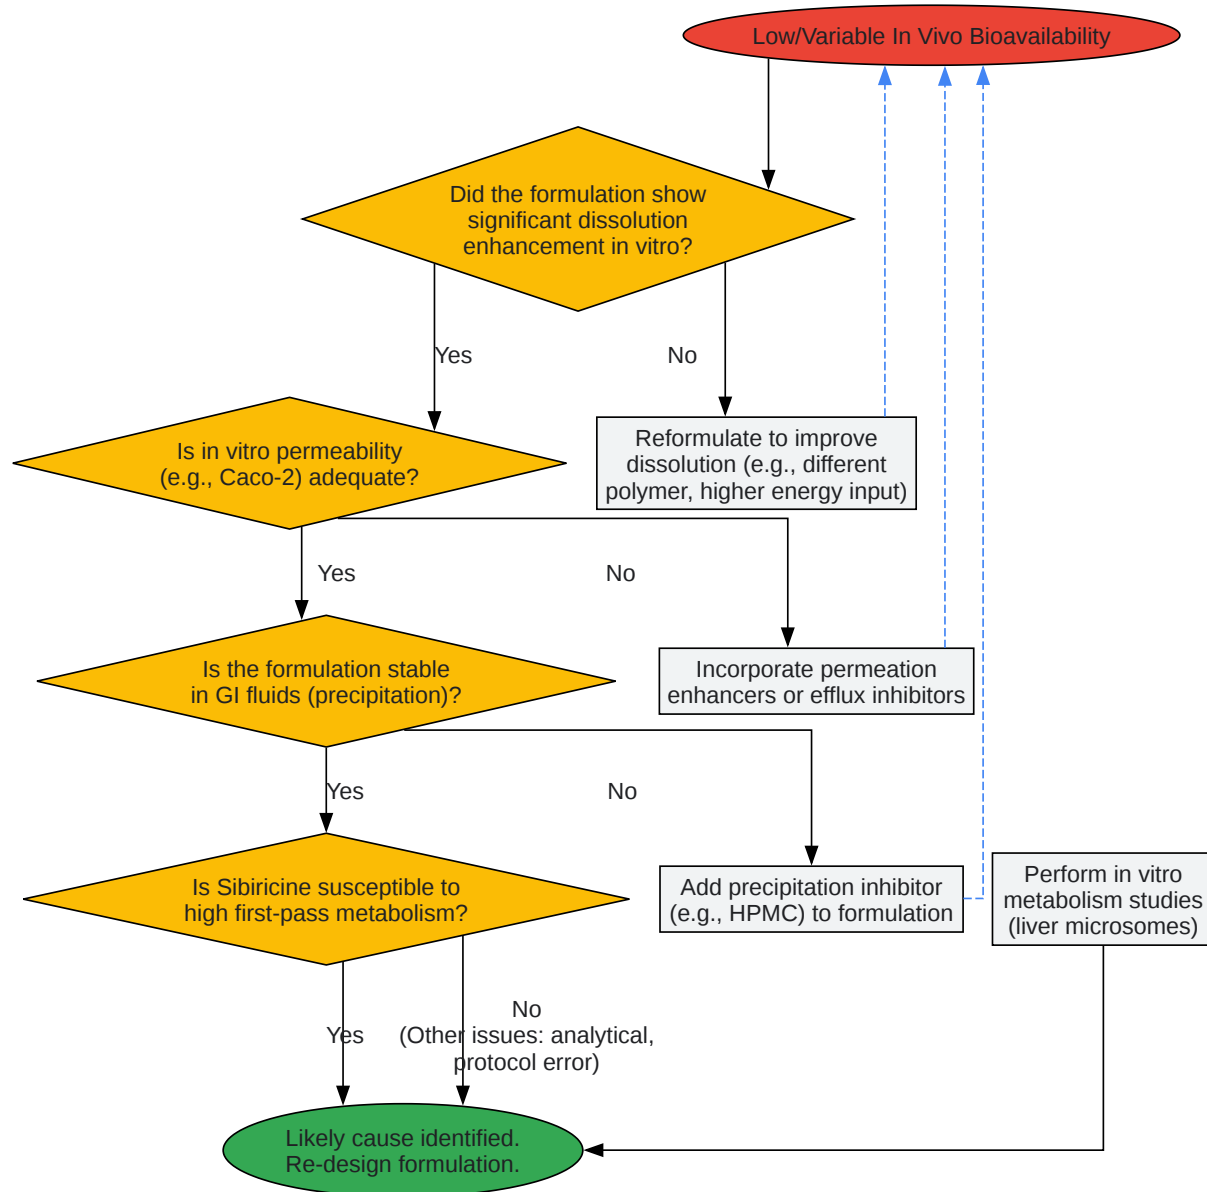 Low/Variable In Vivo Bioavailability
Did the formulation show
significant dissolution
enhancement in vitro?
Yes
No
Is in vitro permeability
(e.g., Caco-2) adequate?
Reformulate to improve
dissolution (e.g., different
polymer, higher energy input)
Yes
No
Is the formulation stable
in GI fluids (precipitation)?
Incorporate permeation
enhancers or efflux inhibitors
Yes
No
Is Sibiricine susceptible to
high first-pass metabolism?
Add precipitation inhibitor
(e.g., HPMC) to formulation
Perform in vitro
metabolism studies
(liver microsomes)
Yes
No
(Other issues: analytical,
protocol error)
Likely cause identified.
Re-design formulation.